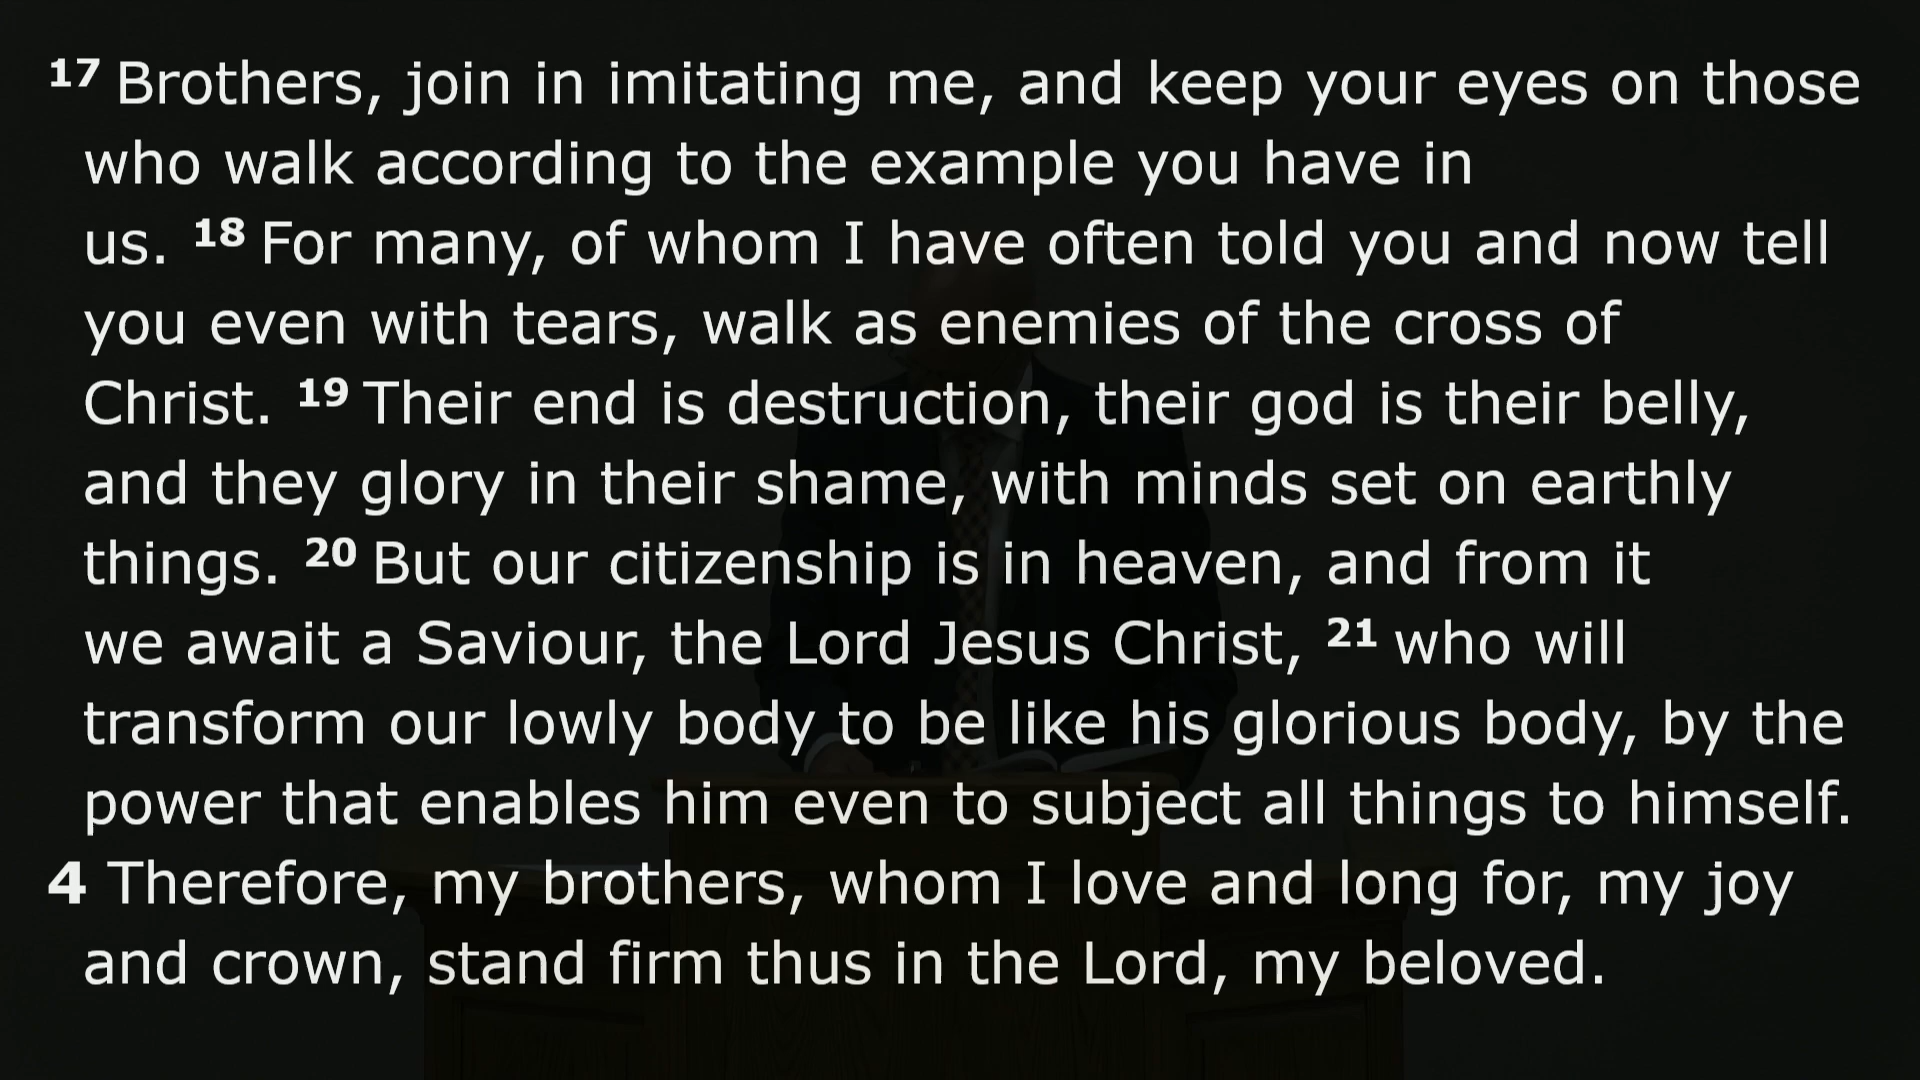 17 Brothers, join in imitating me, and keep your eyes on those
who walk according to the example you have in
us. 18 For many, of whom I have often told you and now tell
you even with tears, walk as enemies of the cross of
Christ. 19 Their end is destruction, their god is their belly,
and they glory in their shame, with minds set on earthly
things. 20 But our citizenship is in heaven, and from it
we await a Saviour, the Lord Jesus Christ, 21 who will
transform our lowly body to be like his glorious body, by the
power that enables him even to subject all things to himself.
4 Therefore, my brothers, whom I love and long for, my joy
and crown, stand firm thus in the Lord, my beloved.